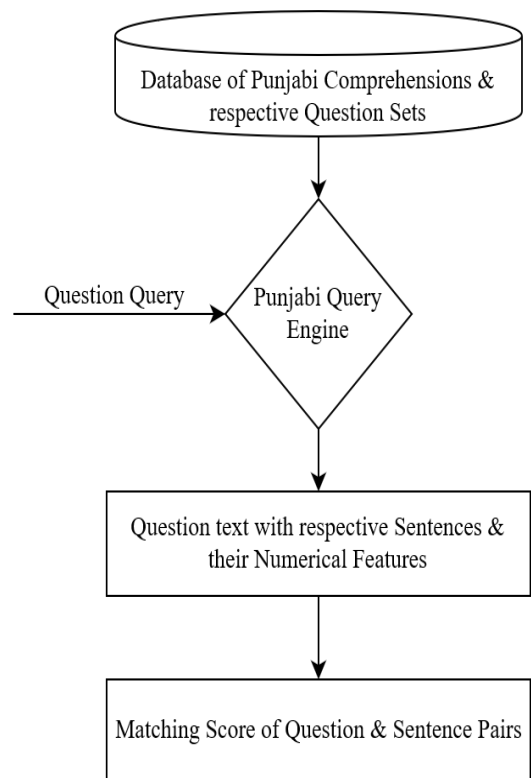 Database of Punjabi Comprehensions &
respective Question Sets
Question Query
Punjabi Query
Engine
Question text with respective Sentences &
their Numerical Features
Matching Score of Question & Sentence Pairs